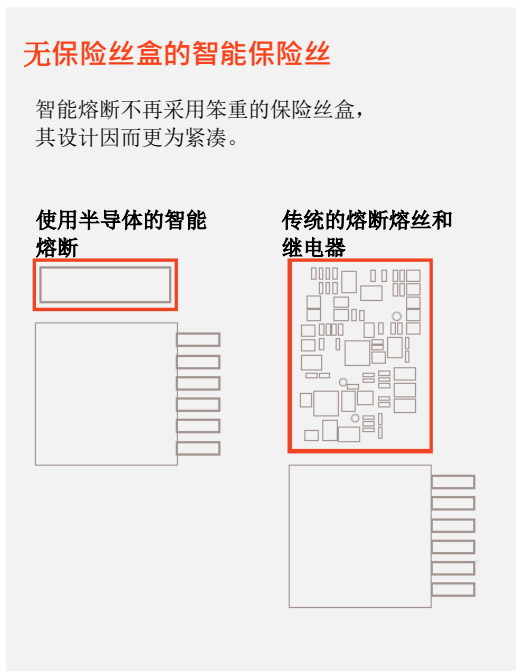 无保险丝盒的智能保险丝
智能熔断不再采用笨重的保险丝盒，
其设计因而更为紧凑。
使用半导体的智能
熔断
传统的熔断熔丝和
继电器